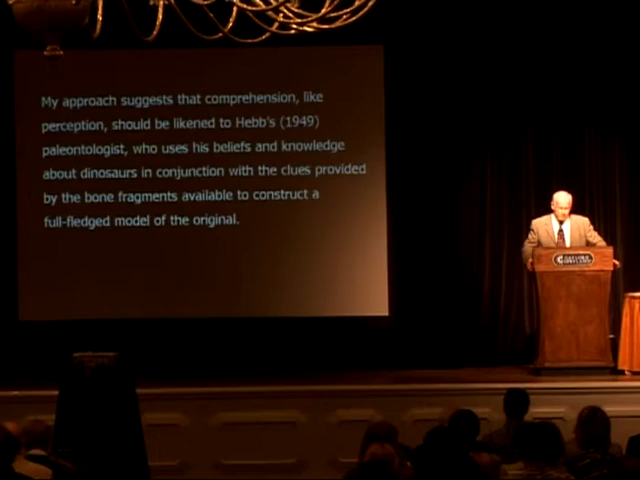 My approach suggests that comprehension, like
perception, should be likened to Hebb's (1949)
paleontologist, who uses his beliefs and knowledge
about dinosaurs in conjunction with the clues provided
by the bone fragments available to construct a
full-fledged model of the original.